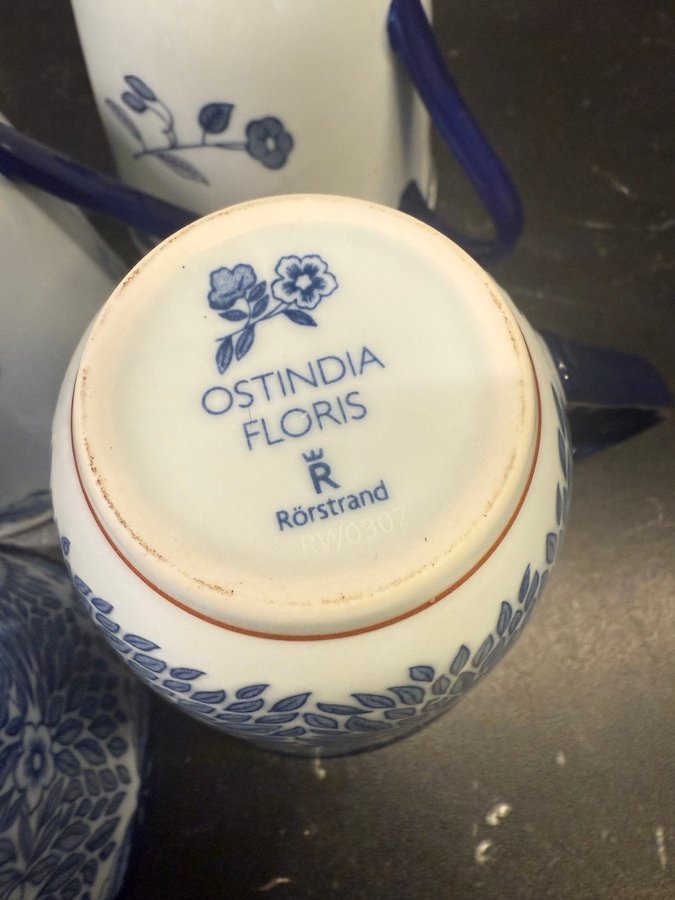 OSTINDIA
FLORIS
R
Rörstrand
RW0307